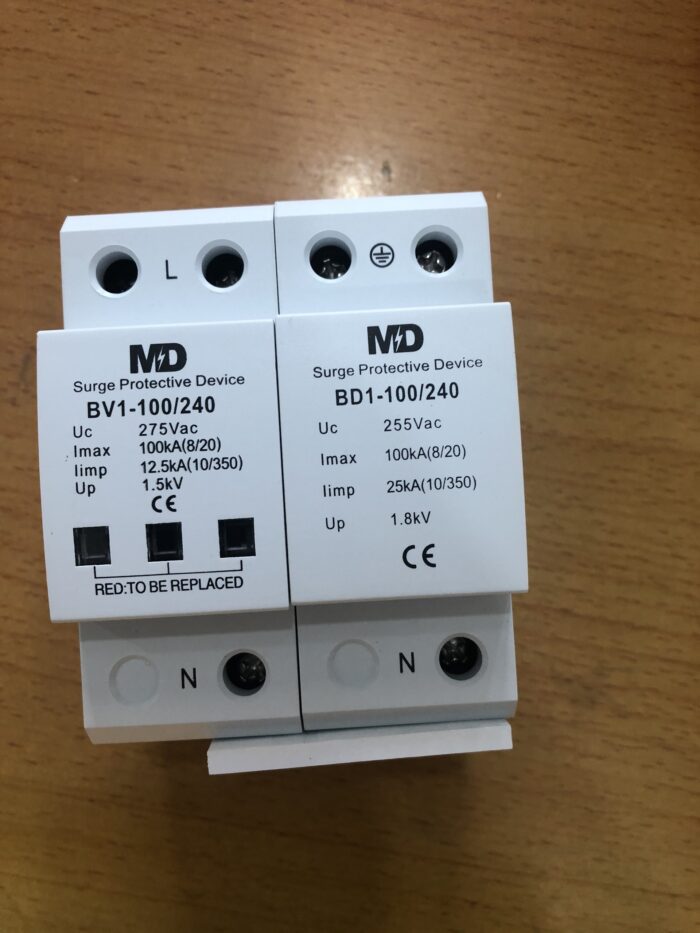 L
MD
Surge Protective Device
BV1-100/240
Uc 275Vac
Imax 100kA(8/20)
Iimp 12.5kA(10/350)
Up 1.5kV
CE
RED:TO BE REPLACED
N
MD
Surge Protective Device
BD1-100/240
Uc 255Vac
Imax 100kA(8/20)
Iimp 25kA(10/350)
Up 1.8kV
CE
N